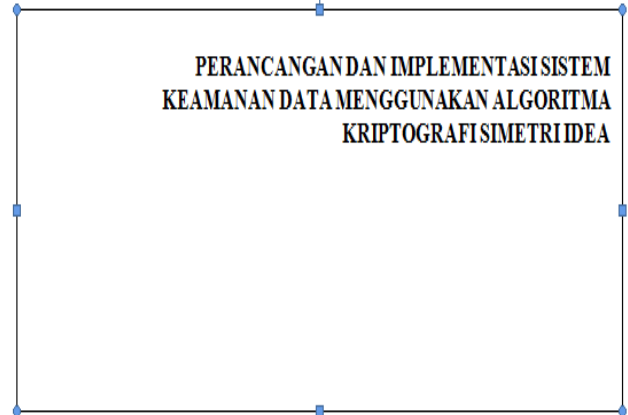 PERANCANGAN DAN IMPLEMENTASI SISTEM
KEAMANAN DATA MENGGUNAKAN ALGORITMA
KRIPTOGRAFI SIMETRI IDEA